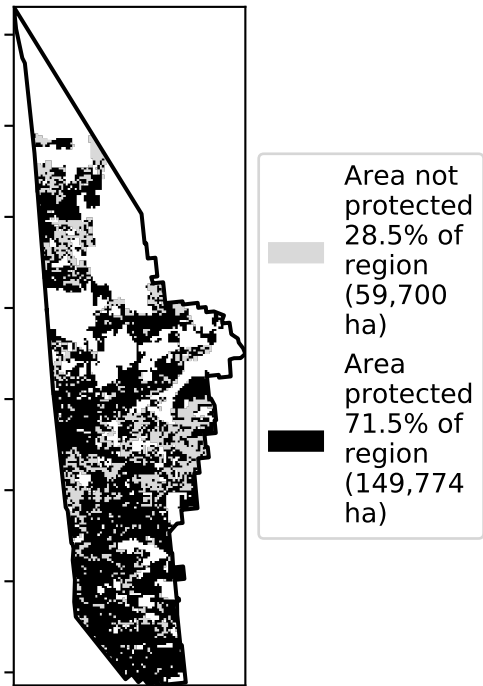 Area not
protected
28.5% of
region
(59,700
ha)
Area
protected
71.5% of
region
(149,774
ha)